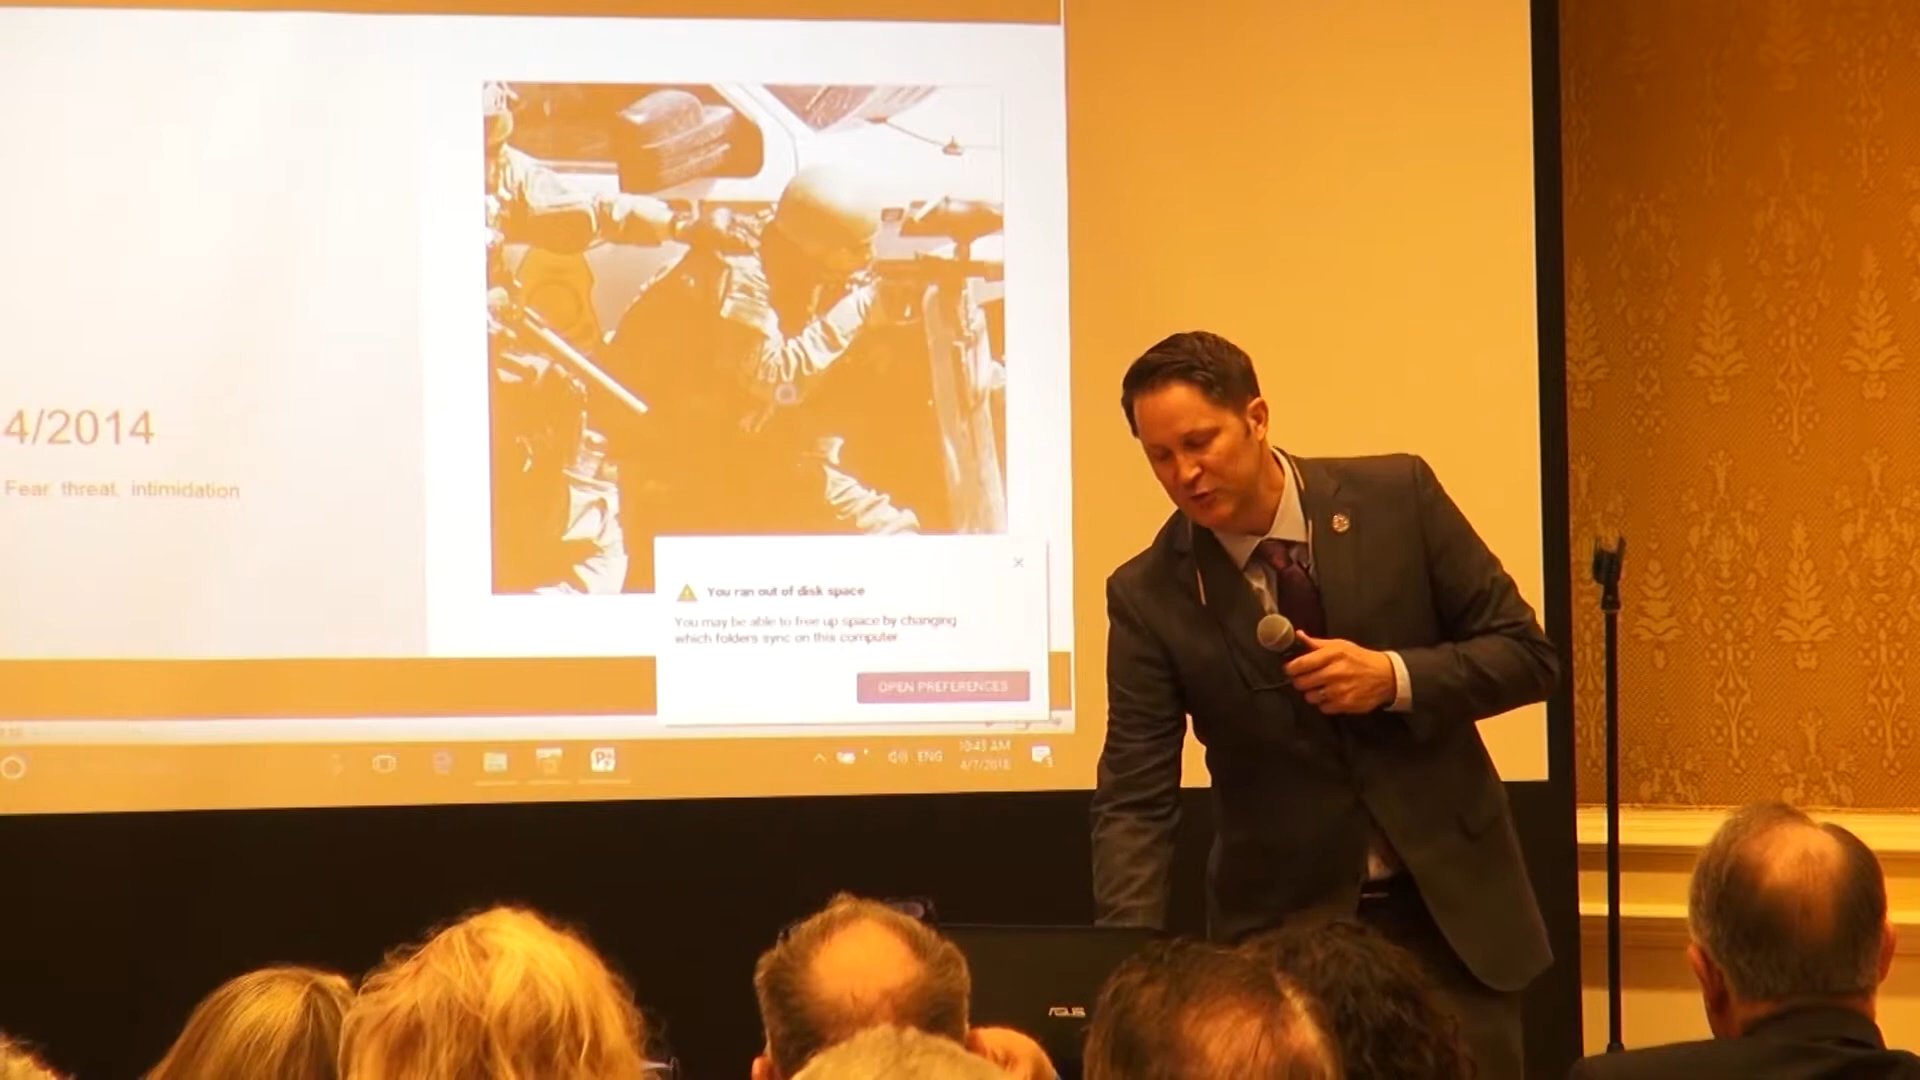 4/2014
Fear, threat, intimidation
You ran out of disk space
You may be able to free up space by changing
which folders sync on this computer
OPEN PREFERENCES
ENG
10:43 AM
4/7/2018
ASUS